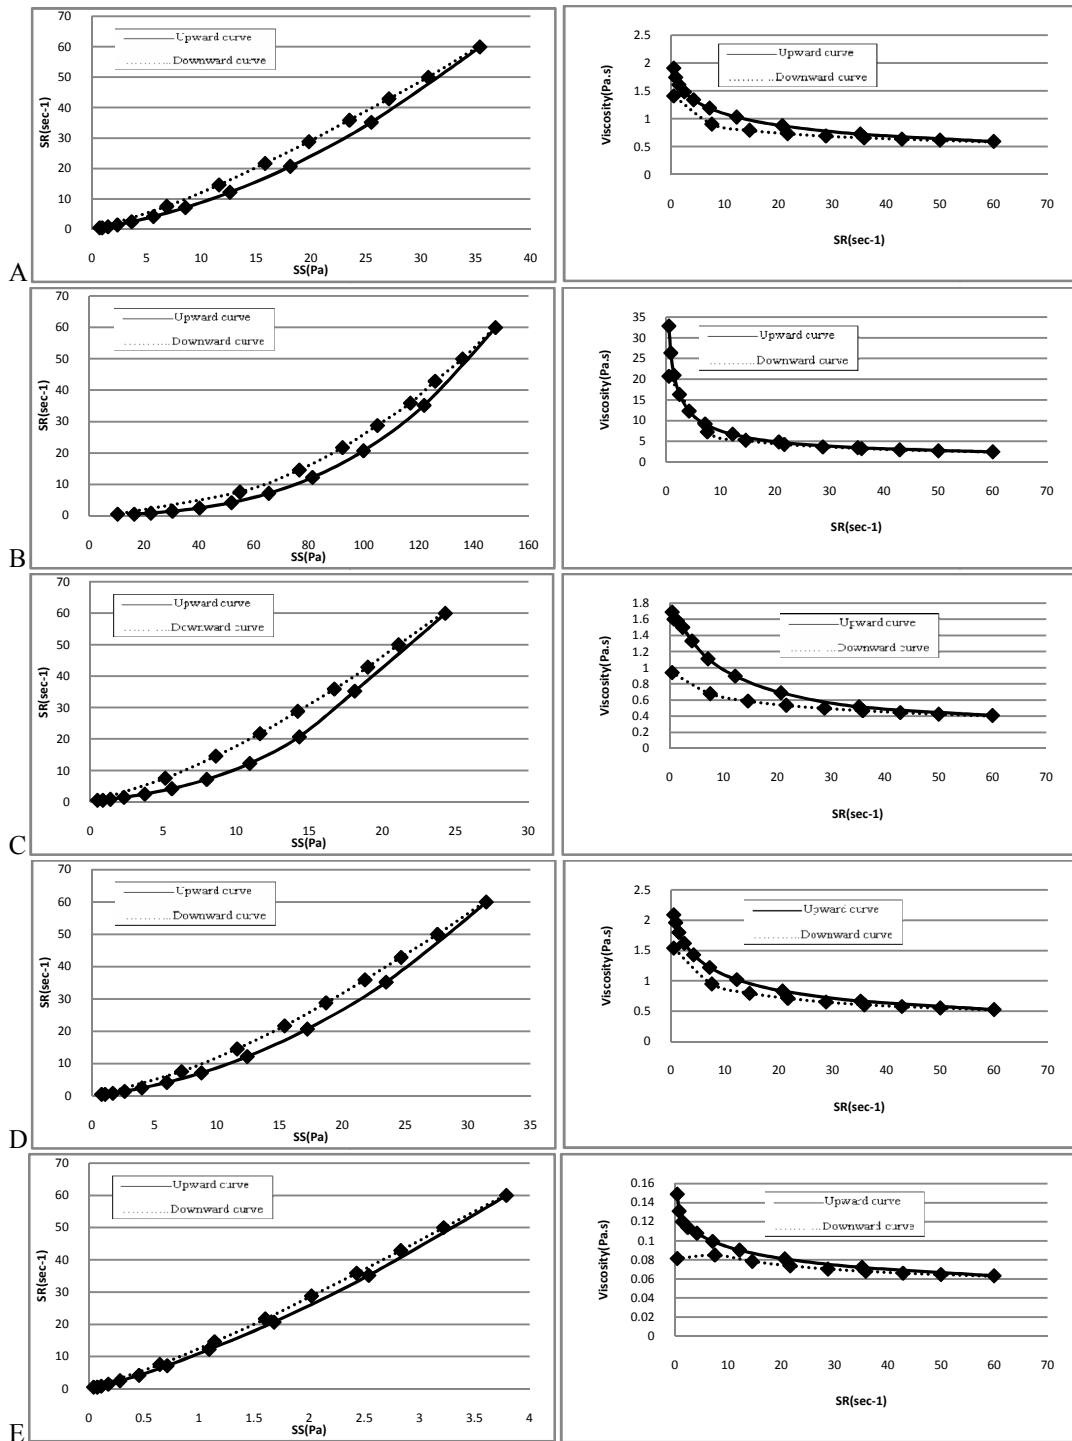 70
60
50
40
30
20
10
0
SR(sec-1)
Upward curve
Downward curve
0 5 10 15 20 25 30 35 40
SS(Pa)
A
2.5
2
1.5
1
0.5
0
Viscosity(Pa.s)
Upward curve
Downward curve
0 10 20 30 40 50 60 70
SR(sec-1)
70
60
50
40
30
20
10
0
SR(sec-1)
Upward curve
Downward curve
0 20 40 60 80 100 120 140 160
SS(Pa)
B
35
30
25
20
15
10
5
0
Viscosity(Pa.s)
Upward curve
Downward curve
0 10 20 30 40 50 60 70
SR(sec-1)
70
60
50
40
30
20
10
0
SR(sec-1)
Upward curve
Downward curve
0 5 10 15 20 25 30
SS(Pa)
C
1.8
1.6
1.4
1.2
1
0.8
0.6
0.4
0.2
0
Viscosity(Pa.s)
Upward curve
Downward curve
0 10 20 30 40 50 60 70
SR(sec-1)
70
60
50
40
30
20
10
0
SR(sec-1)
Upward curve
Downward curve
0 5 10 15 20 25 30 35
SS(Pa)
D
2.5
2
1.5
1
0.5
0
Viscosity(Pa.s)
Upward curve
Downward curve
0 10 20 30 40 50 60 70
SR(sec-1)
70
60
50
40
30
20
10
0
SR(sec-1)
Upward curve
Downward curve
0 0.5 1 1.5 2 2.5 3 3.5 4
SS(Pa)
E
0.16
0.14
0.12
0.1
0.08
0.06
0.04
0.02
0
Viscosity(Pa.s)
Upward curve
Downward curve
0 10 20 30 40 50 60 70
SR(sec-1)